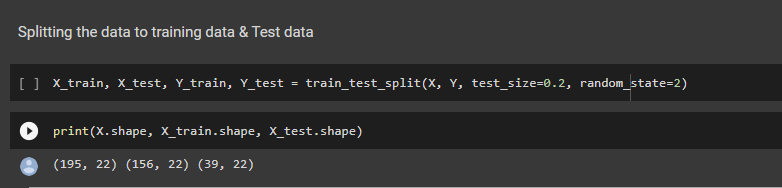 Splitting the data to training data & Test data
[ ] X_train, X_test, Y_train, Y_test = train_test_split(X, Y, test_size=0.2, random_state=2)
print(X.shape, X_train.shape, X_test.shape)
(195, 22) (156, 22) (39, 22)